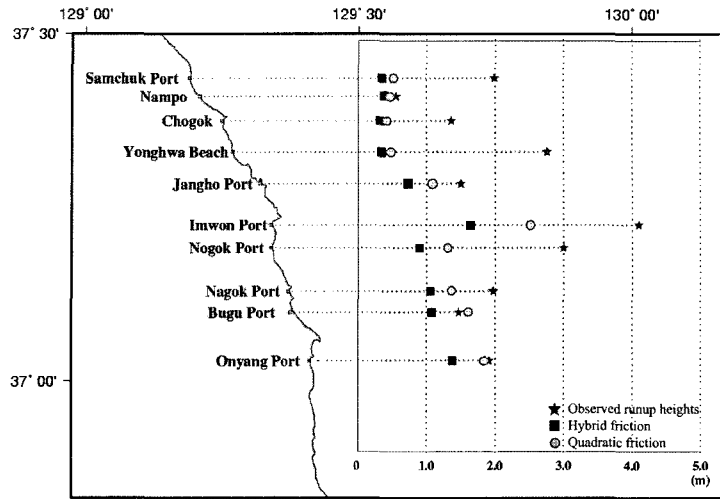 129° 00' 129° 30' 130° 00'
37° 30'
Samchuk Port
Nampo
Chogok
Yonghwa Beach
Jangho Port
Imwon Port
Nogok Port
Nagok Port
Bugu Port
Onyang Port
37° 00'
Observed runup heights
Hybrid friction
Quadratic friction
0 1.0 2.0 3.0 4.0 5.0
(m)